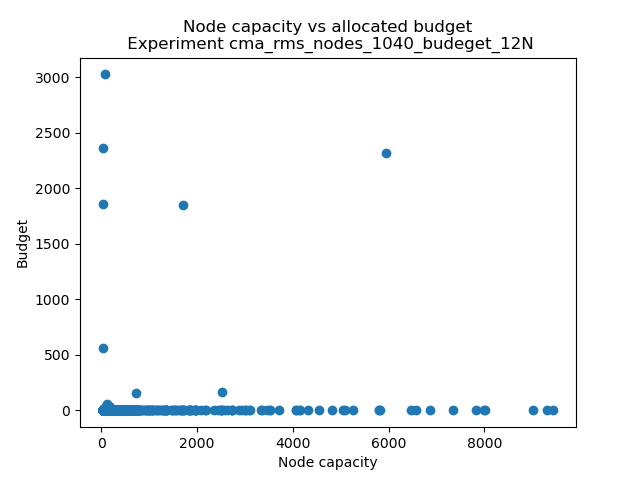 Node capacity vs allocated budget
Experiment cma_rms_nodes_1040_budeget_12N
3000
2500
2000
1500
1000
500
0
Budget
0 2000 4000 6000 8000
Node capacity